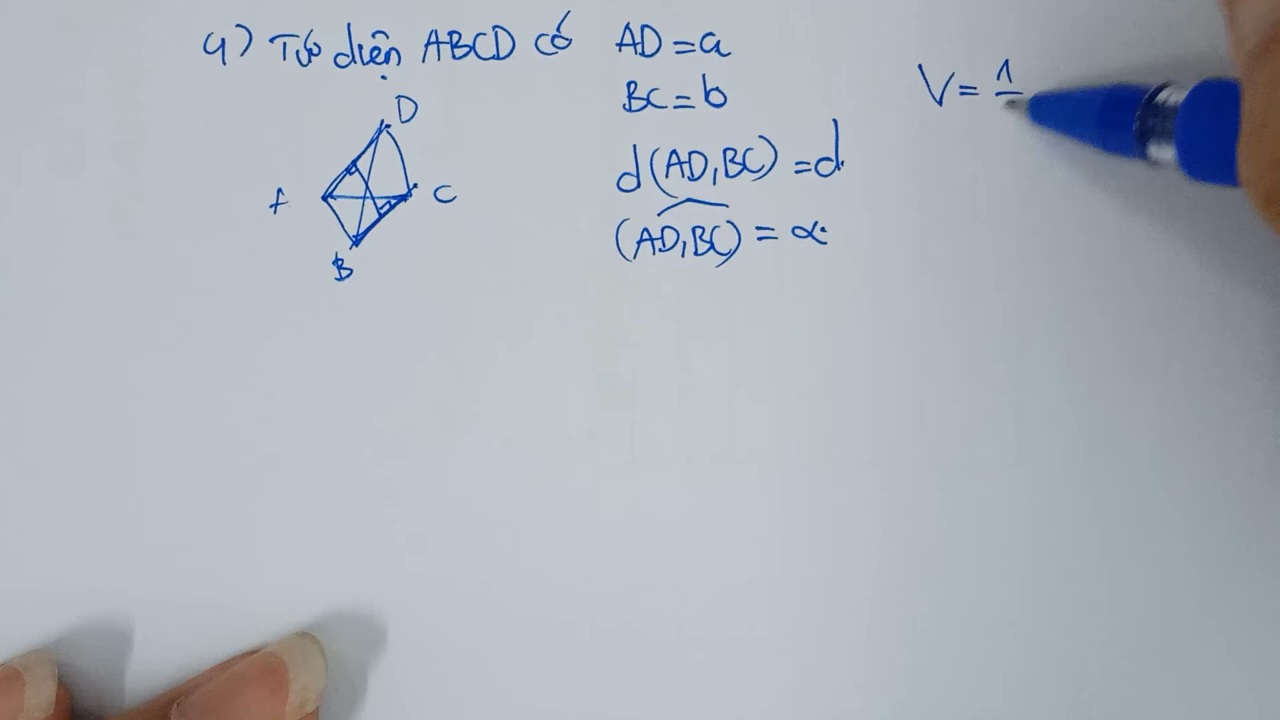 4) Tứ diện ABCD có AD = a
BC = b
d(AD,BC) = d
(AD,BC) = α
V = 1
D
A
C
B